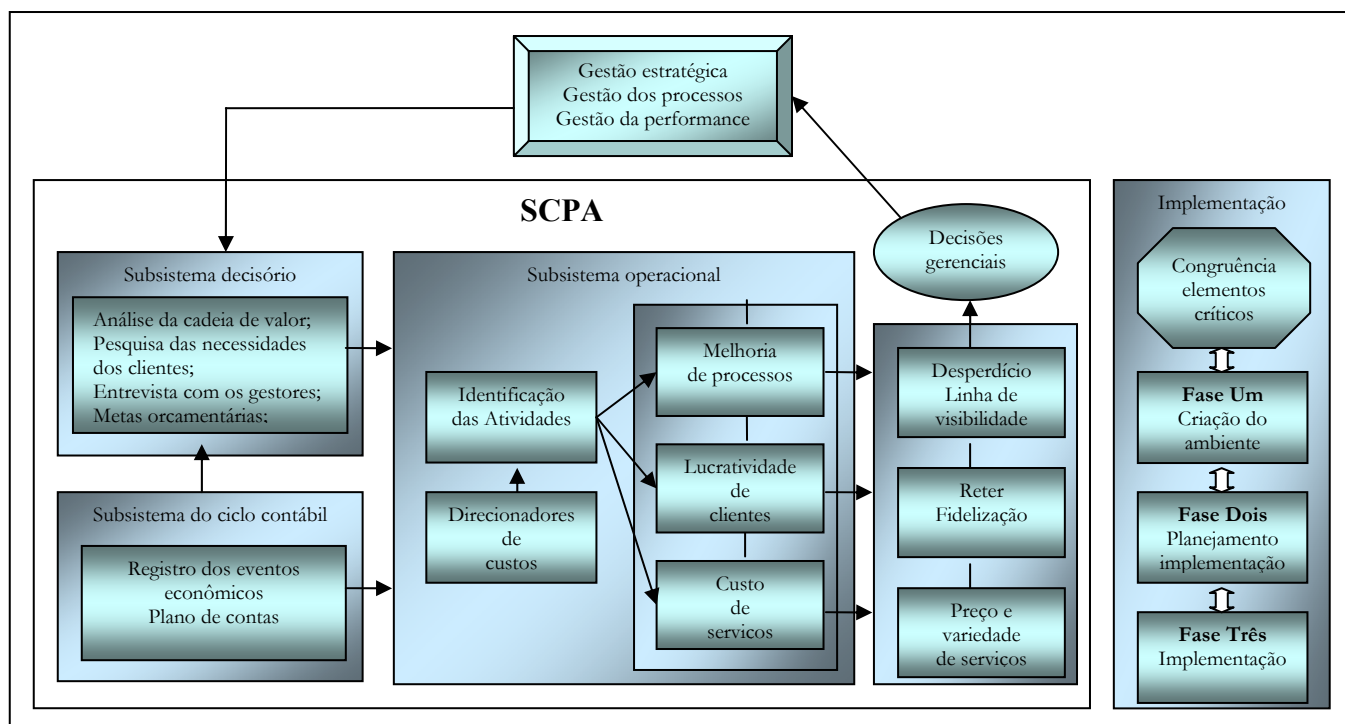 Gestão estratégica
Gestão dos processos
Gestão da performance
SCPA
Subsistema decisório
Análise da cadeia de valor;
Pesquisa das necessidades
dos clientes;
Entrevista com os gestores;
Metas orcamentárias;
Subsistema do ciclo contábil
Registro dos eventos
econômicos
Plano de contas
Subsistema operacional
Identificação
das Atividades
Direcionadores
de
custos
Melhoria
de processos
Lucratividade
de
clientes
Custo
de
servicos
Decisões
gerenciais
Desperdício
Linha de
visibilidade
Reter
Fidelização
Preço e
variedade
de serviços
Implementação
Congruência
elementos
críticos
Fase Um
Criação do
ambiente
Fase Dois
Planejamento
implementação
Fase Três
Implementação